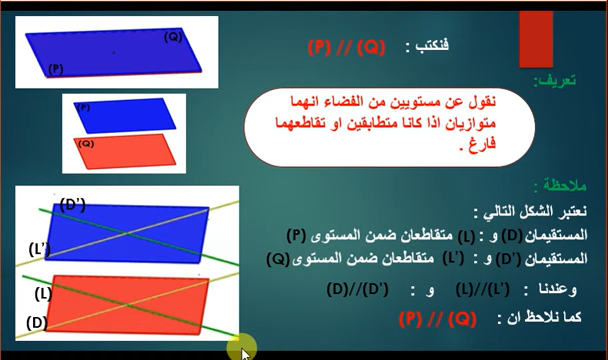 فنكتب : (P) // (Q)
تعريف:
نقول عن مستويين من الفضاء انهما
متوازيان اذا كانا متطابقين او تقاطعهما
فارغ .
ملاحظة :
نعتبر الشكل التالي :
المستقيمان (D) و : (L) متقاطعان ضمن المستوى (P)
المستقيمان (D') و : (L') متقاطعان ضمن المستوى (Q)
وعندنا : (L)//(L') و : (D)//(D')
كما نلاحظ ان : (P) // (Q)
(Q)
(P)
(P)
(Q)
(D')
(L')
(L)
(D)